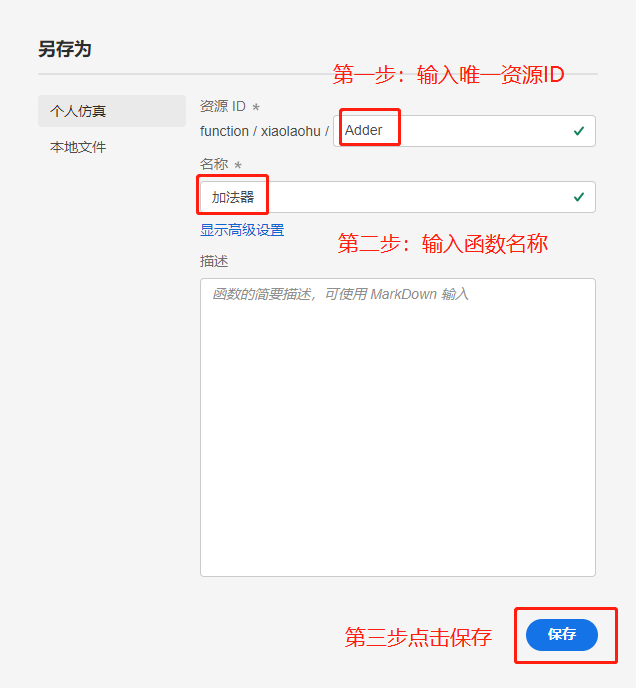 另存为
第一步：输入唯一资源ID
个人仿真
本地文件
资源 ID *
function / xiaolaohu / Adder
名称 *
加法器
显示高级设置
第二步：输入函数名称
描述
函数的简要描述，可使用 MarkDown 输入
第三步点击保存
保存